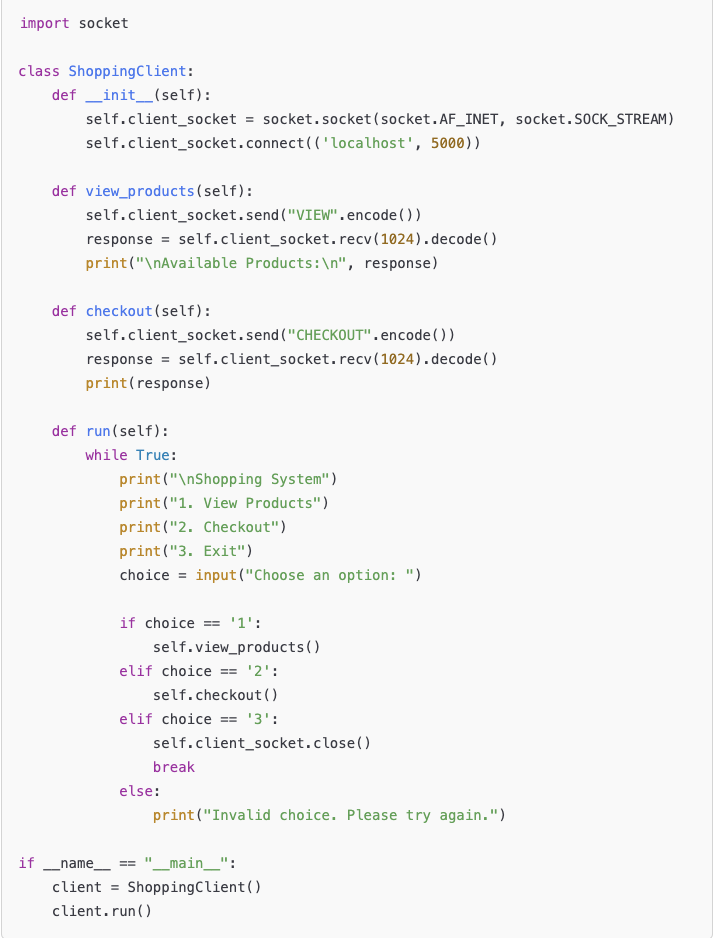 import socket

class ShoppingClient:
    def __init__(self):
        self.client_socket = socket.socket(socket.AF_INET, socket.SOCK_STREAM)
        self.client_socket.connect(('localhost', 5000))

    def view_products(self):
        self.client_socket.send("VIEW".encode())
        response = self.client_socket.recv(1024).decode()
        print("\nAvailable Products:\n", response)

    def checkout(self):
        self.client_socket.send("CHECKOUT".encode())
        response = self.client_socket.recv(1024).decode()
        print(response)

    def run(self):
        while True:
            print("\nShopping System")
            print("1. View Products")
            print("2. Checkout")
            print("3. Exit")
            choice = input("Choose an option: ")

            if choice == '1':
                self.view_products()
            elif choice == '2':
                self.checkout()
            elif choice == '3':
                self.client_socket.close()
                break
            else:
                print("Invalid choice. Please try again.")

if __name__ == "__main__":
    client = ShoppingClient()
    client.run()